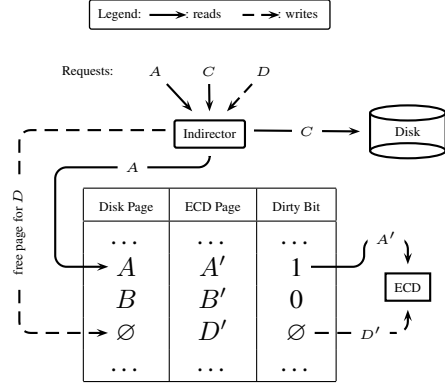 Legend: : reads : writes
Requests: A C D
Indirector C Disk
A
free page for D
Disk Page ECD Page Dirty Bit
... ... ...
A A′ 1 A′
B B′ 0 ECD
∅ D′ ∅ D′
... ... ...